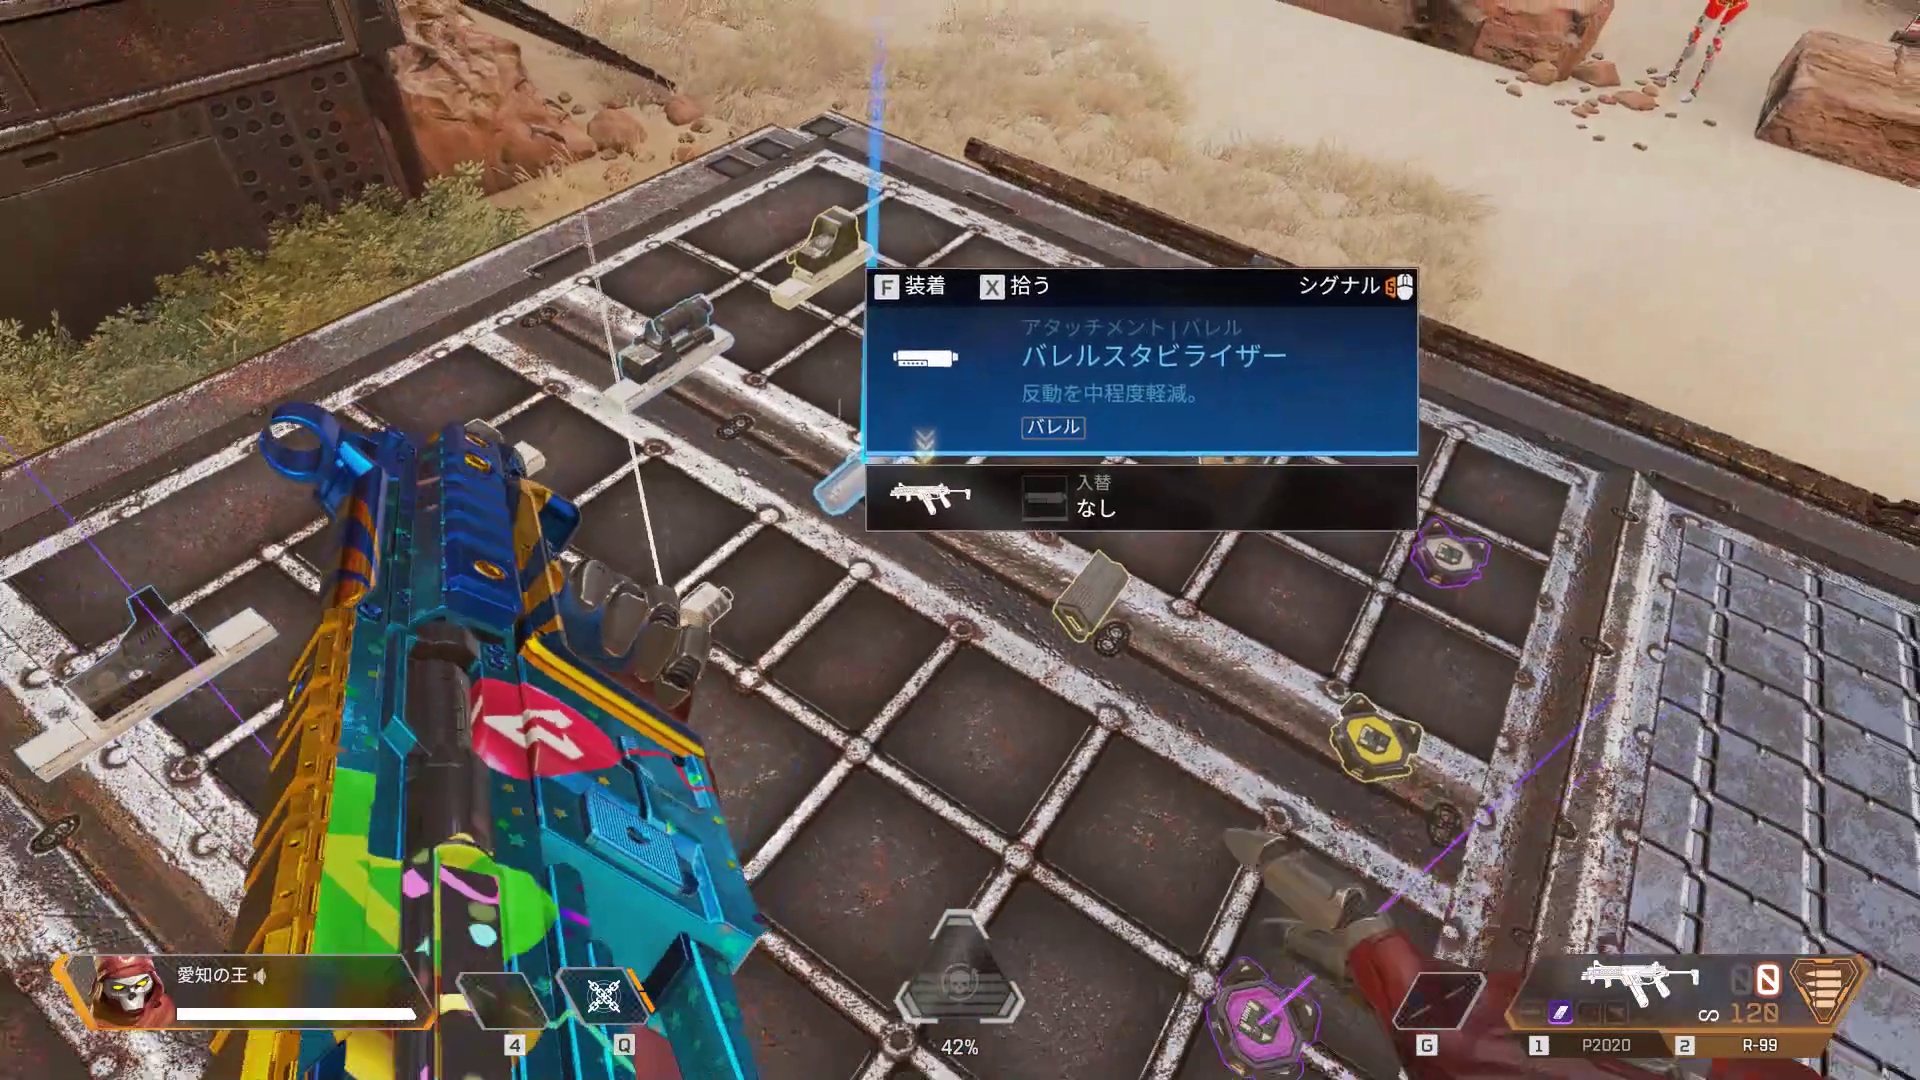 F 装着 X 拾う シグナル 5
アタッチメント | バレル
バレルスタビライザー
反動を中程度軽減。
バレル
入替
なし
愛知の王
4
Q
42%
G
00
∞ 120
1 P2020 2 R-99